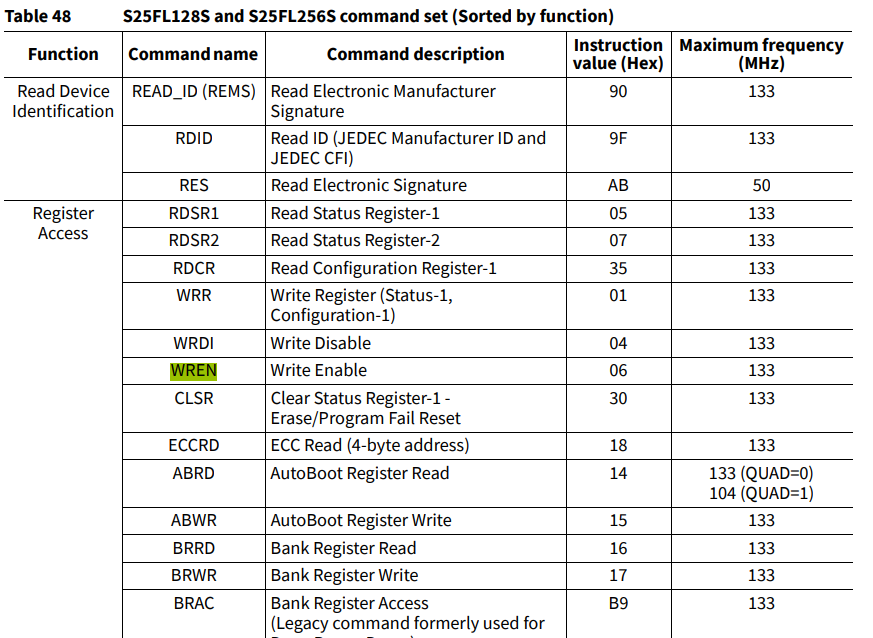 Table 48 S25FL128S and S25FL256S command set (Sorted by function)
Function Command name Command description Instruction value (Hex) Maximum frequency (MHz)
Read Device Identification READ_ID (REMS) Read Electronic Manufacturer Signature 90 133
RDID Read ID (JEDEC Manufacturer ID and JEDEC CFI) 9F 133
RES Read Electronic Signature AB 50
Register Access RDSR1 Read Status Register-1 05 133
RDSR2 Read Status Register-2 07 133
RDCR Read Configuration Register-1 35 133
WRR Write Register (Status-1, Configuration-1) 01 133
WRDI Write Disable 04 133
WREN Write Enable 06 133
CLSR Clear Status Register-1 - Erase/Program Fail Reset 30 133
ECCRD ECC Read (4-byte address) 18 133
ABRD AutoBoot Register Read 14 133 (QUAD=0) 104 (QUAD=1)
ABWR AutoBoot Register Write 15 133
BRRD Bank Register Read 16 133
BRWR Bank Register Write 17 133
BRAC Bank Register Access (Legacy command formerly used for B9 133